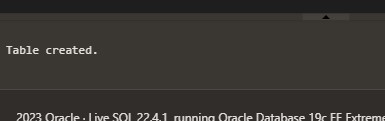 Table created.
2023 Oracle · Live SQL 22.4.1, running Oracle Database 19c EE Extreme